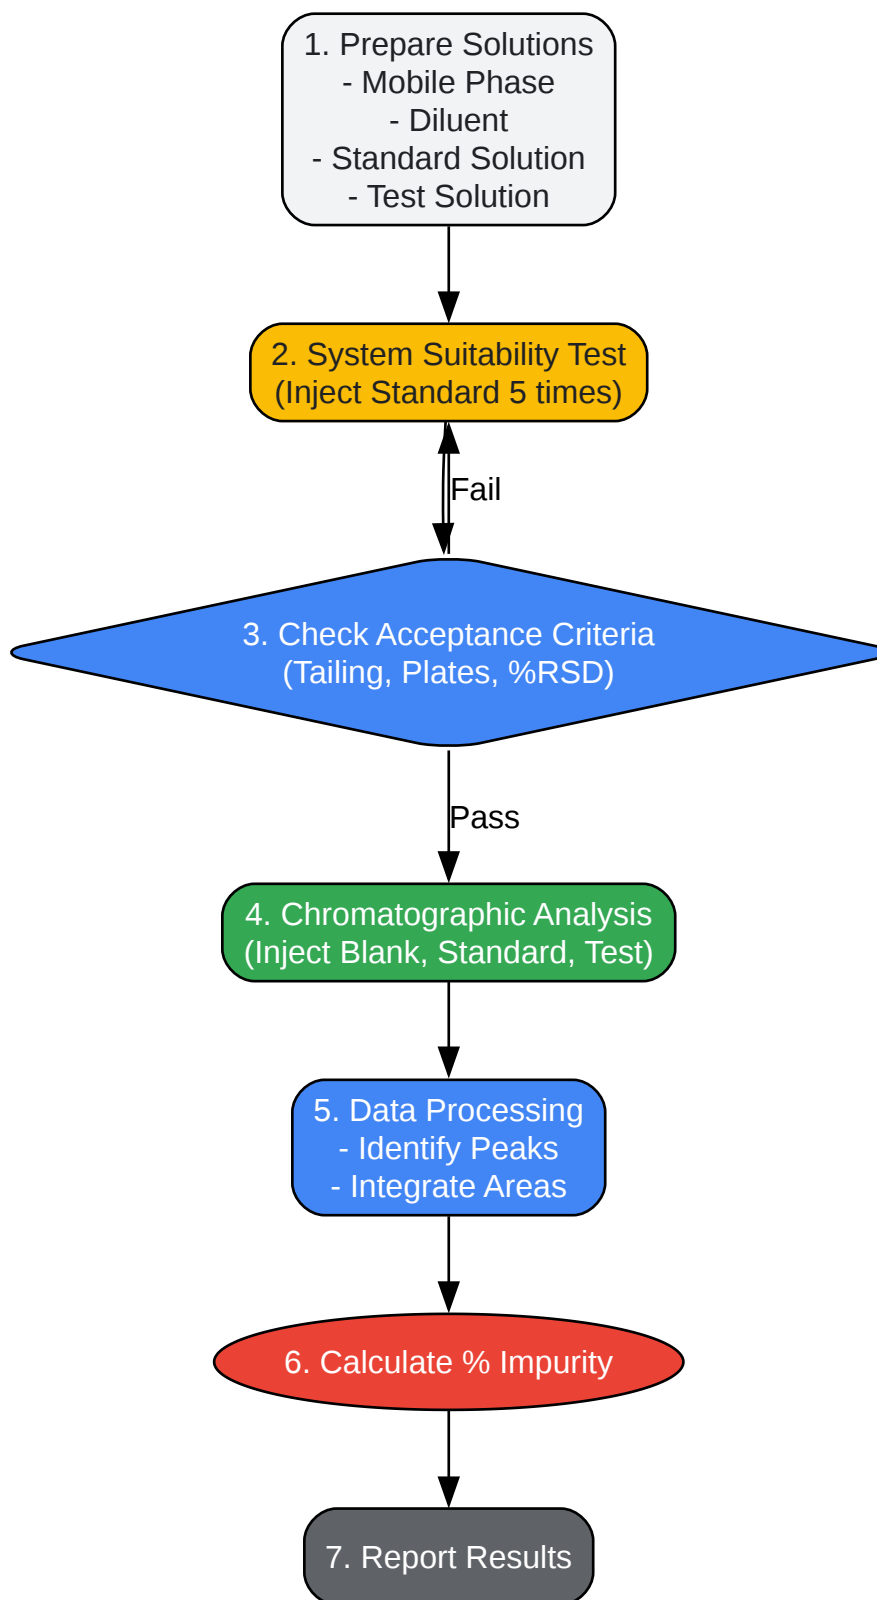 1. Prepare Solutions
- Mobile Phase
- Diluent
- Standard Solution
- Test Solution
2. System Suitability Test
(Inject Standard 5 times)
Fail
3. Check Acceptance Criteria
(Tailing, Plates, %RSD)
Pass
4. Chromatographic Analysis
(Inject Blank, Standard, Test)
5. Data Processing
- Identify Peaks
- Integrate Areas
6. Calculate % Impurity
7. Report Results